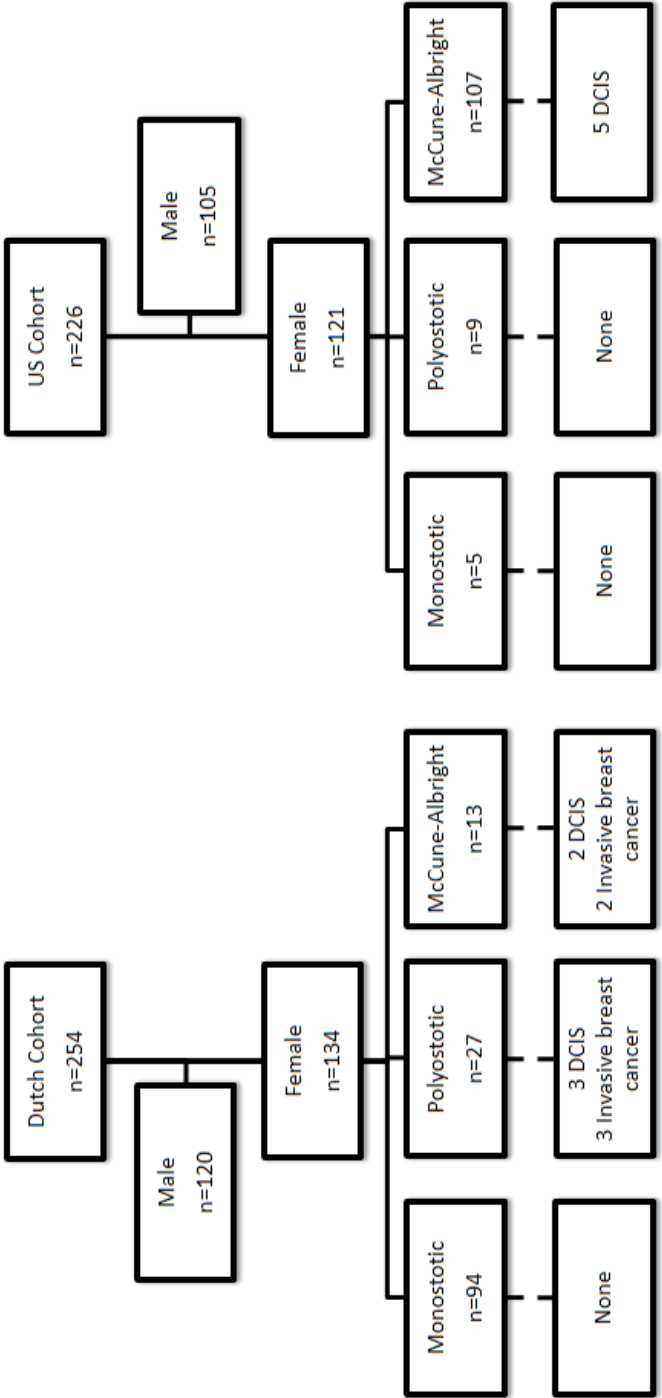 Dutch Cohort
n=254
Male
n=120
Female
n=134
Monostotic
n=94
Polyostotic
n=27
McCune-Albright
n=13
None
3 DCIS
3 Invasive breast
cancer
2 DCIS
2 Invasive breast
cancer
US Cohort
n=226
Male
n=105
Female
n=121
Monostotic
n=5
Polyostotic
n=9
McCune-Albright
n=107
None
None
5 DCIS